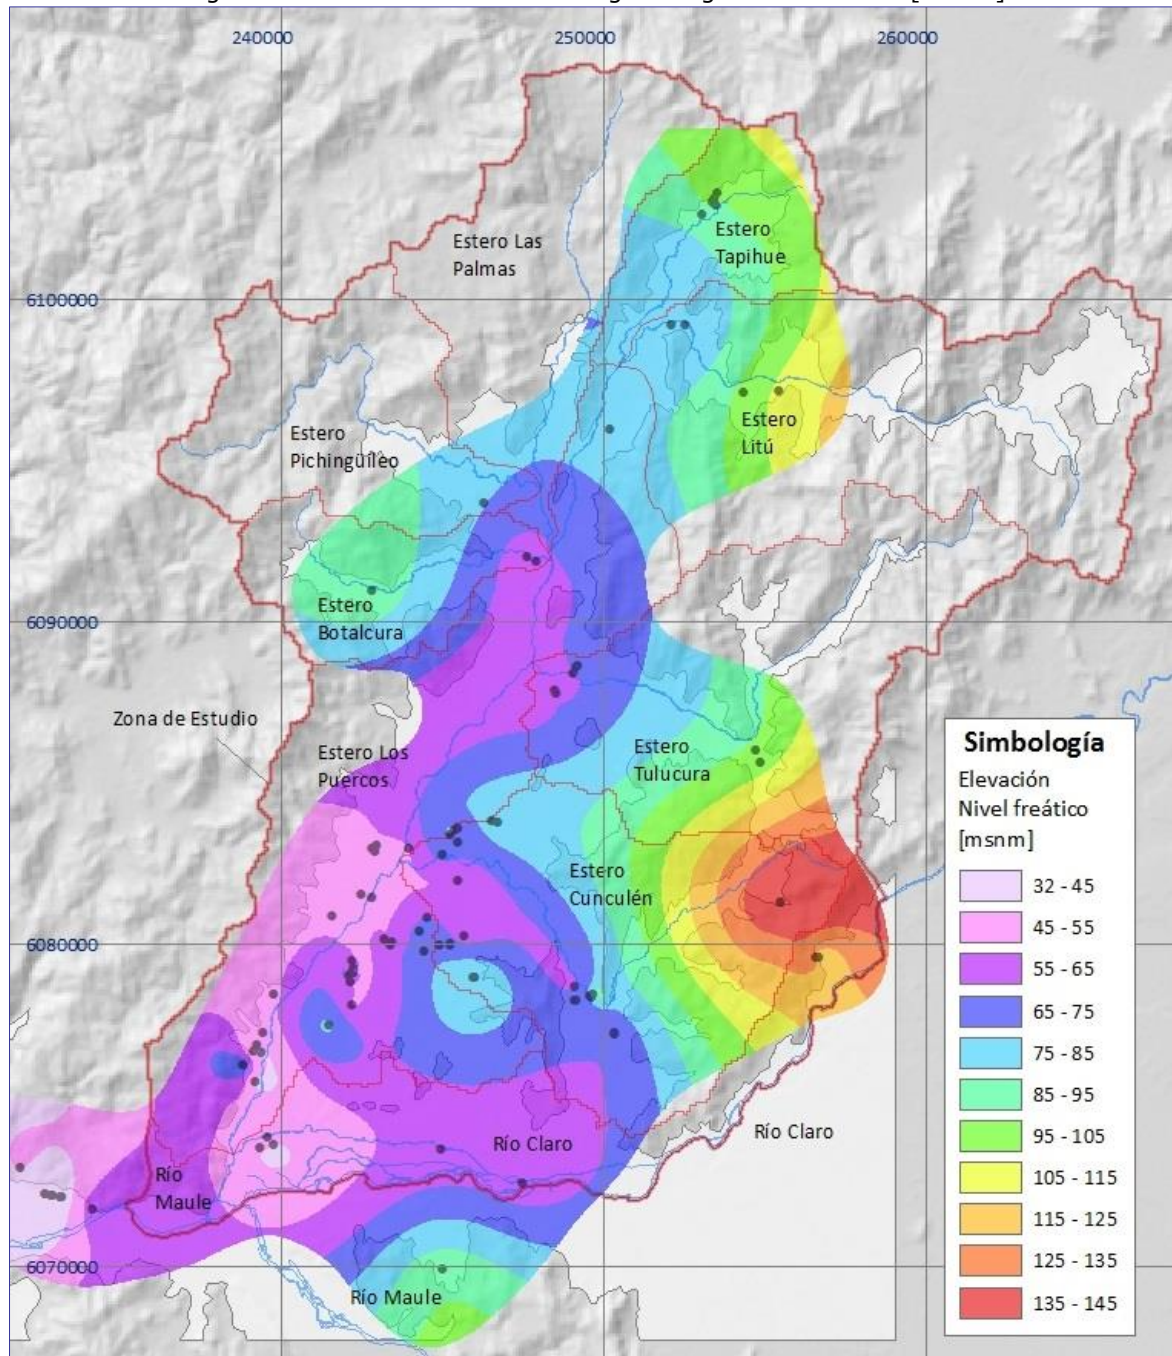 240000
250000
260000
Estero Las
Palmas
Estero
Tapihue
6100000
Estero
Pichingüileo
Estero
Litú
Estero
Botalcura
6090000
Zona de Estudio
Estero Los
Puercos
Estero
Tulucura
Estero
Cunculén
6080000
Río Claro
Río Claro
Río
Maule
6070000
Río Maule
Simbología
Elevación
Nivel freático
[msnm]
32 - 45
45 - 55
55 - 65
65 - 75
75 - 85
85 - 95
95 - 105
105 - 115
115 - 125
125 - 135
135 - 145